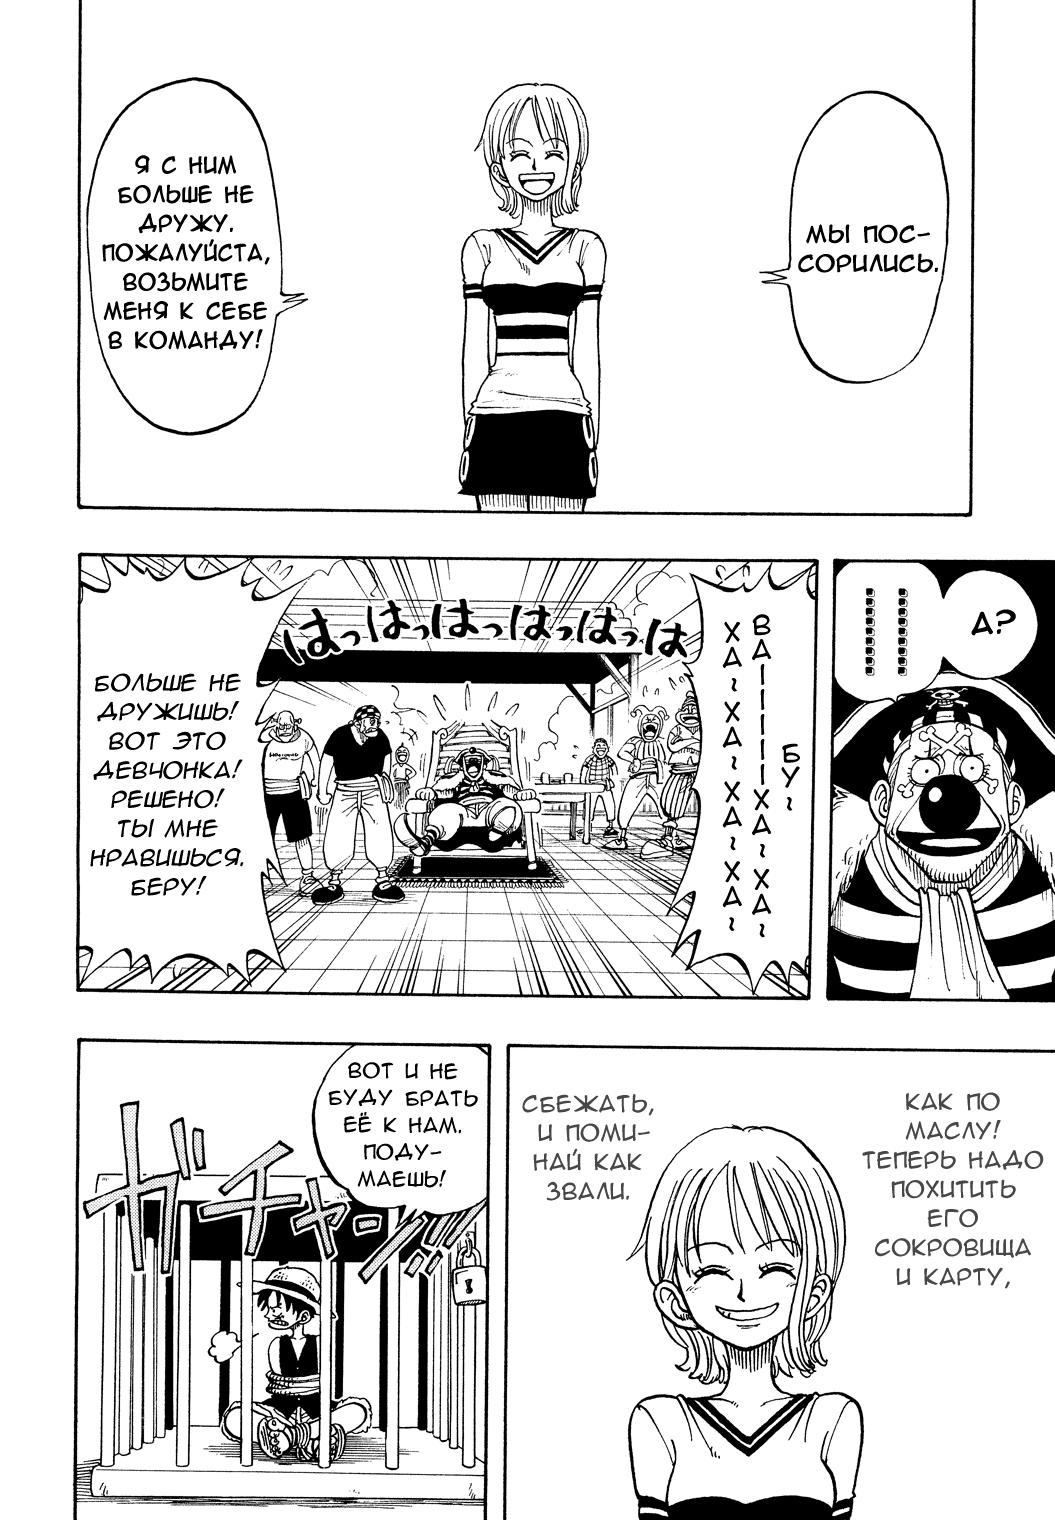 МЫ ПОС-
СОРИЛИСЬ.
Я С НИМ
БОЛЬШЕ НЕ
ДРУЖУ.
ПОЖАЛУЙСТА,
ВОЗЬМИТЕ
МЕНЯ К СЕБЕ
В КОМАНДУ!
А?
!!
БУ-
ВА|||||||ХА-ХА-
ХА-ХА-ХА-ХА-
はっはっはっはっはっは
БОЛЬШЕ НЕ
ДРУЖИШЬ!
ВОТ ЭТО
ДЕВЧОНКА!
РЕШЕНО!
ТЫ МНЕ
НРАВИШЬСЯ.
БЕРУ!
КАК ПО
МАСЛУ!
ТЕПЕРЬ НАДО
ПОХИТИТЬ
ЕГО
СОКРОВИЩА
И КАРТУ,
СБЕЖАТЬ,
И ПОМИ-
НАЙ КАК
ЗВАЛИ.
ВОТ И НЕ
БУДУ БРАТЬ
ЕЁ К НАМ.
ПОДУ-
МАЕШЬ!
ガチャーン!!